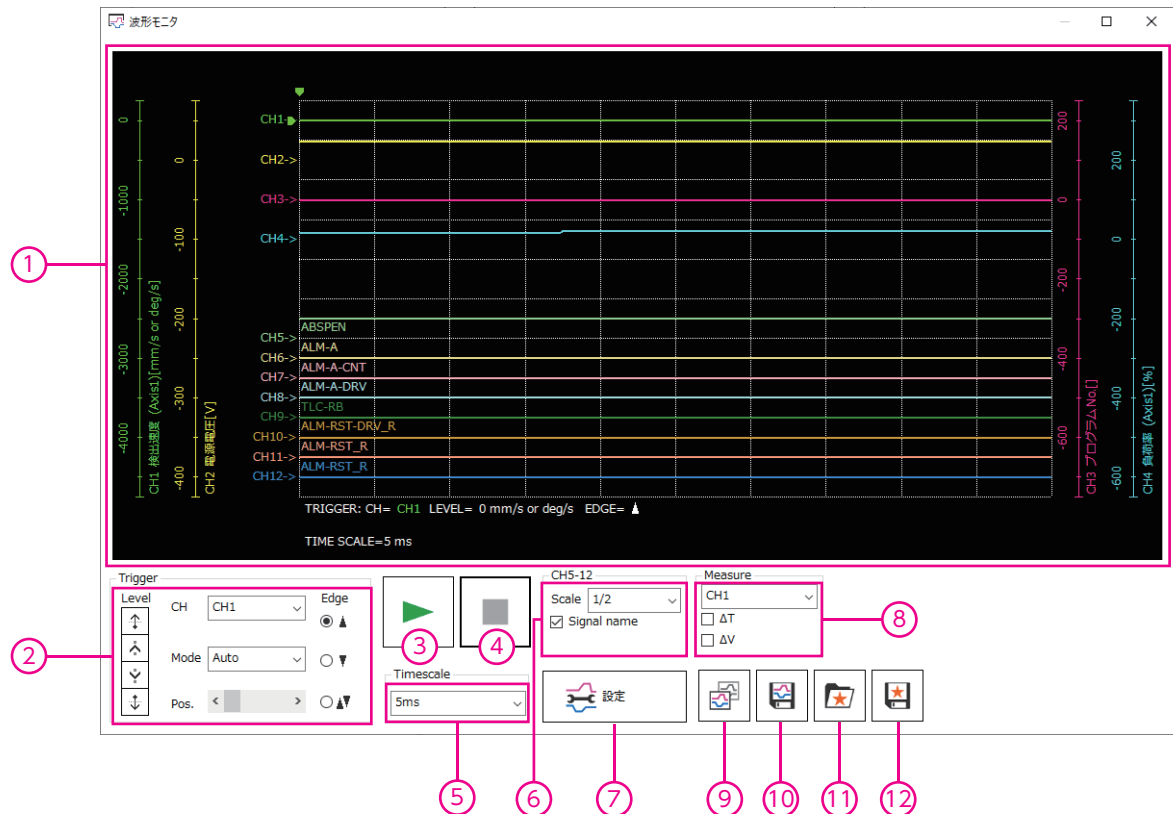 波形モニタ
0
-1000
-2000
-3000
-4000
CH1 検出速度 (Axis1)[mm/s or deg/s]
0
-100
-200
-300
-400
CH2 電源電圧[V]
CH1-
CH2->
CH3->
CH4->
ABSPEN
CH5->
ALM-A
CH6->
ALM-A-CNT
CH7->
ALM-A-DRV
CH8->
TLC-RB
CH9->
ALM-RST-DRV_R
CH10->
ALM-RST_R
CH11->
ALM-RST_R
CH12->
200
0
-200
-400
-600
CH3 プログラムNo.[]
200
0
-200
-400
-600
CH4 負荷率 (Axis1)[%]
TRIGGER: CH= CH1 LEVEL= 0 mm/s or deg/s EDGE=
TIME SCALE=5 ms
1
Trigger
Level
CH CH1
Edge
Mode Auto
Pos.
2
3
4
Timescale
5ms
CH5-12
Scale 1/2
Signal name
Measure
CH1
ΔT
ΔV
8
設定
5
6
7
9
10
11
12